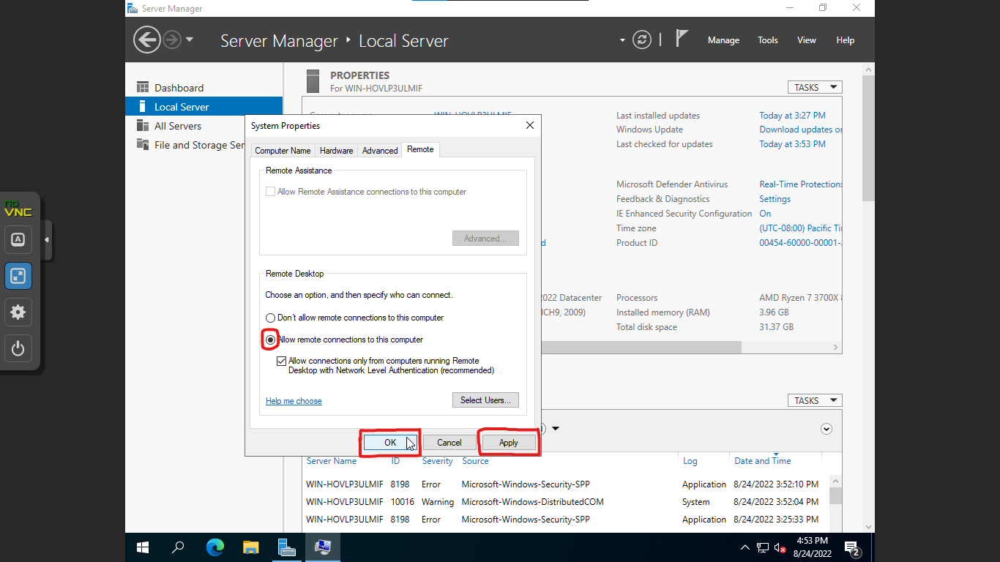 Server Manager
Server Manager ‣ Local Server
Manage Tools View Help
Dashboard
Local Server
All Servers
File and Storage Ser
PROPERTIES
For WIN-HOVLP3ULMIF
TASKS
Last installed updates Today at 3:27 PM
Windows Update Download updates or
Last checked for updates Today at 3:53 PM
Microsoft Defender Antivirus Real-Time Protection:
Feedback & Diagnostics Settings
IE Enhanced Security Configuration On
Time zone (UTC-08:00) Pacific Ti
Product ID 00454-60000-00001-
2022 Datacenter Processors AMD Ryzen 7 3700X
ICH9, 2009) Installed memory (RAM) 3.96 GB
Total disk space 31.37 GB
System Properties
Computer Name Hardware Advanced Remote
Remote Assistance
Allow Remote Assistance connections to this computer
Advanced...
Remote Desktop
Choose an option, and then specify who can connect.
Don't allow remote connections to this computer
Allow remote connections to this computer
Allow connections only from computers running Remote
Desktop with Network Level Authentication (recommended)
Help me choose
Select Users...
OK Cancel Apply
TASKS
Server Name ID Severity Source Log Date and Time
WIN-HOVLP3ULMIF 8198 Error Microsoft-Windows-Security-SPP Application 8/24/2022 3:52:10 PM
WIN-HOVLP3ULMIF 10016 Warning Microsoft-Windows-DistributedCOM System 8/24/2022 3:52:04 PM
WIN-HOVLP3ULMIF 8198 Error Microsoft-Windows-Security-SPP Application 8/24/2022 3:25:33 PM
no
VNC
A
4:53 PM
8/24/2022
2